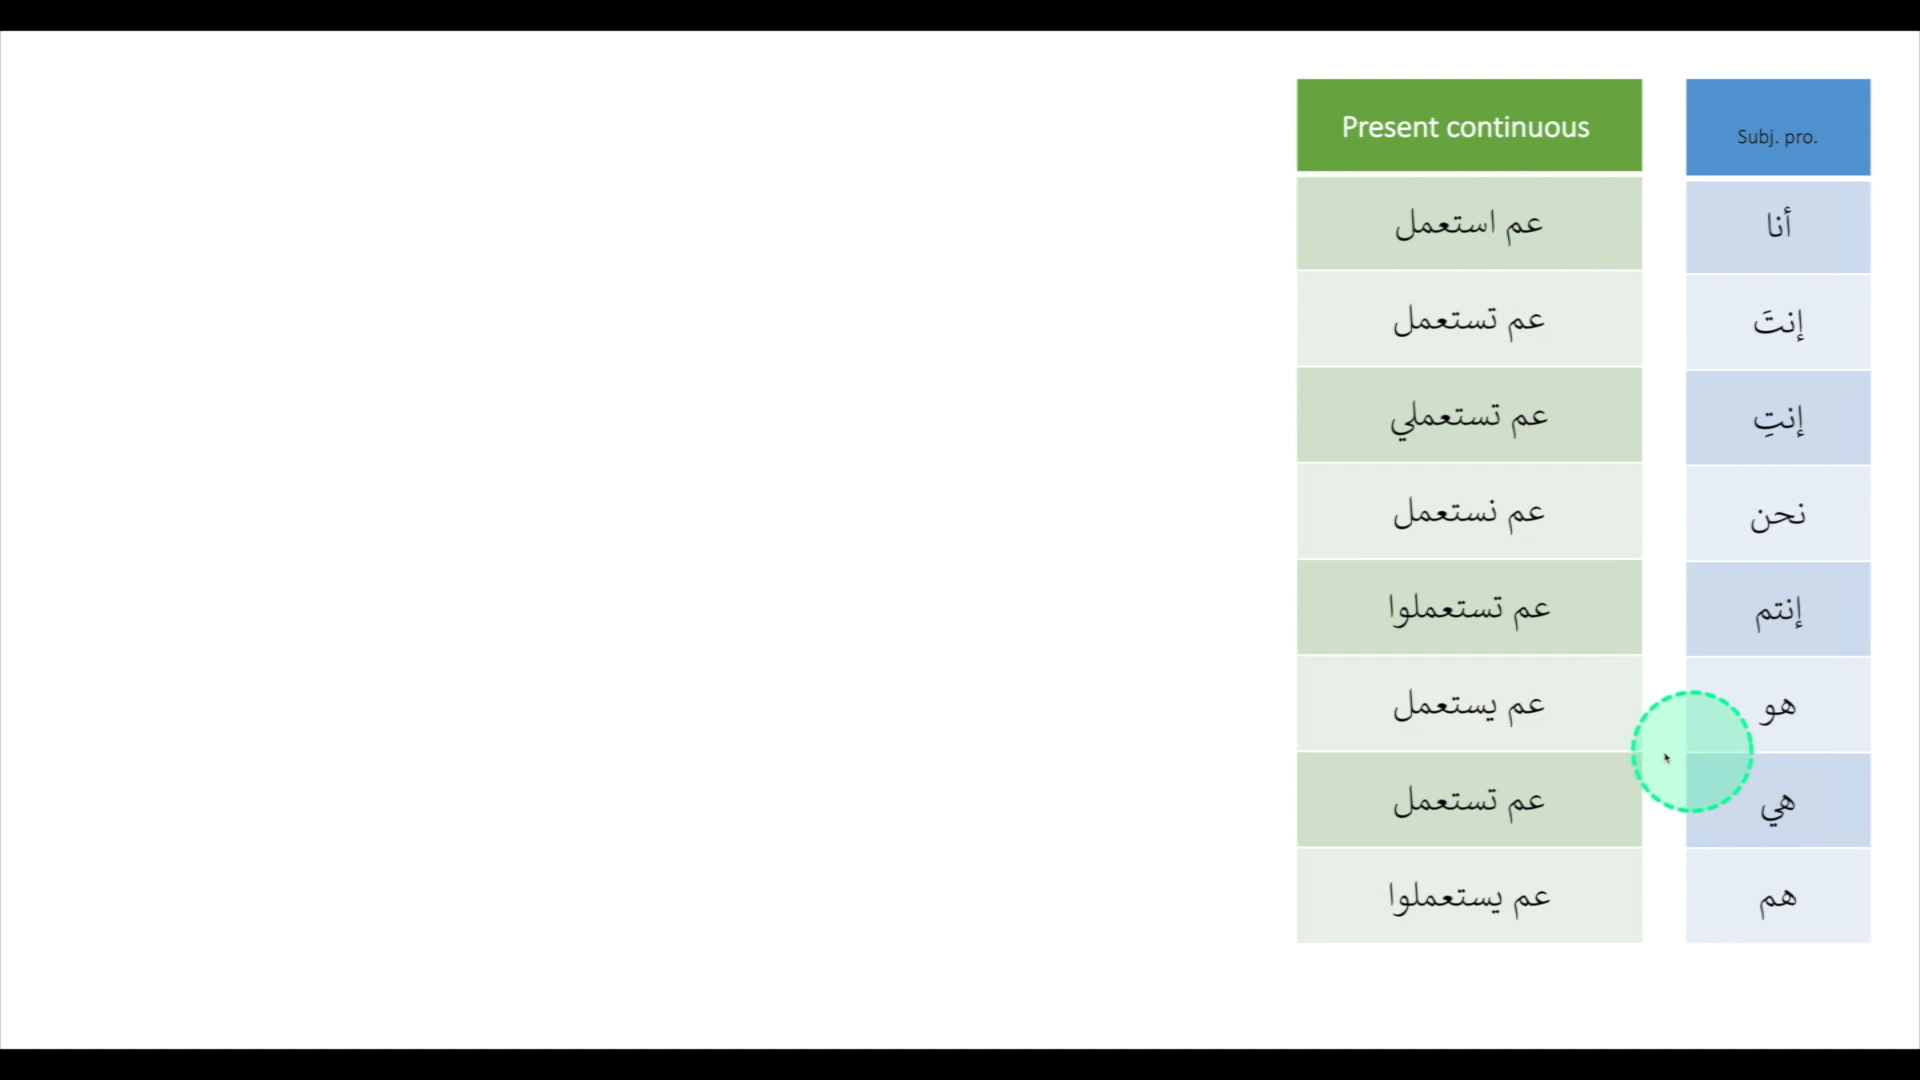 Subj. pro.
Present continuous
أنا
عم استعمل
إنتَ
عم تستعمل
إنتِ
عم تستعملي
نحن
عم نستعمل
إنتم
عم تستعملوا
هو
عم يستعمل
هي
عم تستعمل
هم
عم يستعملوا